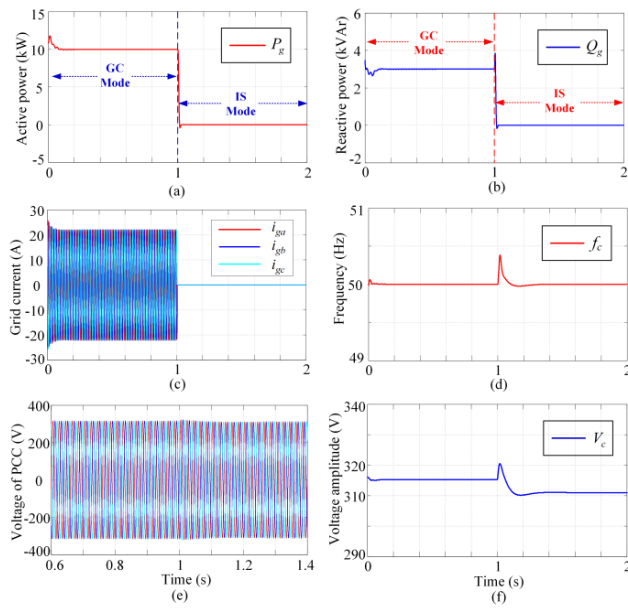 15
10
5
0
5
Active power (kW)
P_g
GC
Mode
IS
Mode
0
1
2
(a)
6
4
2
0
-2
Reactive power (kVAr)
GC
Mode
Q_g
IS
Mode
0
1
2
(b)
30
20
10
0
-10
-20
-30
Grid current (A)
i_ga
i_gb
i_gc
0
1
2
(c)
51
50
49
Frequency (Hz)
f_c
0
1
2
(d)
400
200
0
-200
-400
Voltage of PCC (V)
0.6
0.8
1
1.2
1.4
Time (s)
(e)
340
320
310
290
Voltage amplitude (V)
V_c
0
1
2
Time (s)
(f)